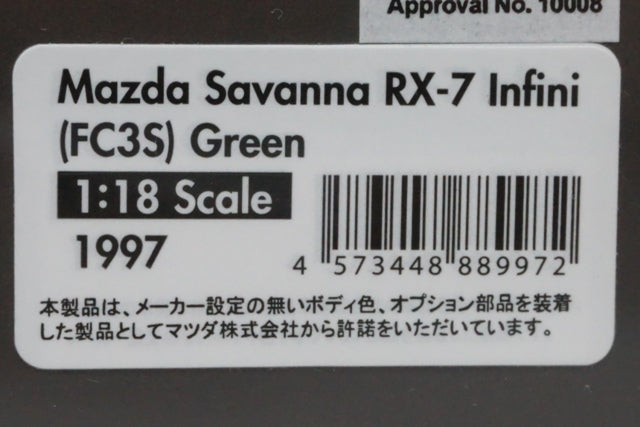 Approval No. 10008
Mazda Savanna RX-7 Infini
(FC3S) Green
1:18 Scale
1997
4 573448 889972
本製品は、メーカー設定の無いボディ色、オプション部品を装着
した製品としてマツダ株式会社から許諾をいただいています。